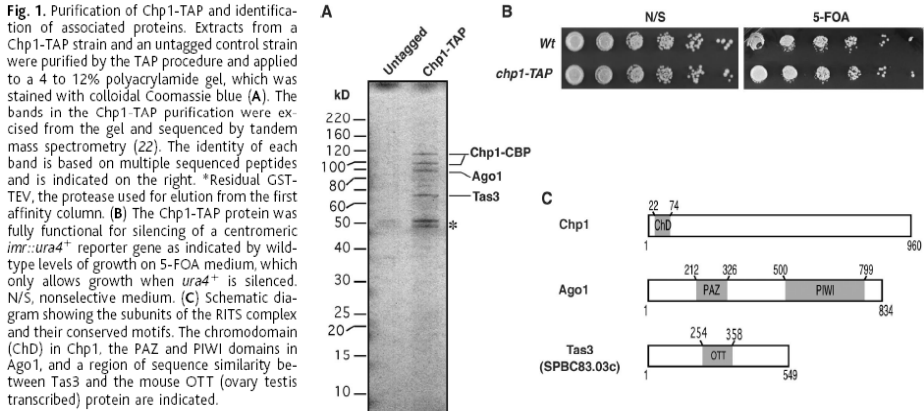 Fig. 1. Purification of Chp1-TAP and identifica-
tion of associated proteins. Extracts from a
Chp1-TAP strain and an untagged control strain
were purified by the TAP procedure and applied
to a 4 to 12% polyacrylamide gel, which was
stained with colloidal Coomassie blue (A). The
bands in the Chp1-TAP purification were ex-
cised from the gel and sequenced by tandem
mass spectrometry (22). The identity of each
band is based on multiple sequenced peptides
and is indicated on the right. *Residual GST-
TEV, the protease used for elution from the first
affinity column. (B) The Chp1-TAP protein was
fully functional for silencing of a centromeric
imr::ura4+ reporter gene as indicated by wild-
type levels of growth on 5-FOA medium, which
only allows growth when ura4+ is silenced.
N/S, nonselective medium. (C) Schematic dia-
gram showing the subunits of the RITS complex
and their conserved motifs. The chromodomain
(ChD) in Chp1, the PAZ and PIWI domains in
Ago1, and a region of sequence similarity be-
tween Tas3 and the mouse OTT (ovary testis
transcribed) protein are indicated.
A
Untagged
Chp1-TAP
kD
220
160
120
100
80
60
50
40
30
25
20
15
10
Chp1-CBP
Ago1
Tas3
*
B
N/S
5-FOA
Wt
chp1-TAP
C
Chp1
22 74
ChD
1 960
Ago1
212 326 500 799
PAZ PIWI
1 834
Tas3
(SPBC83.03c)
254 358
OTT
1 549